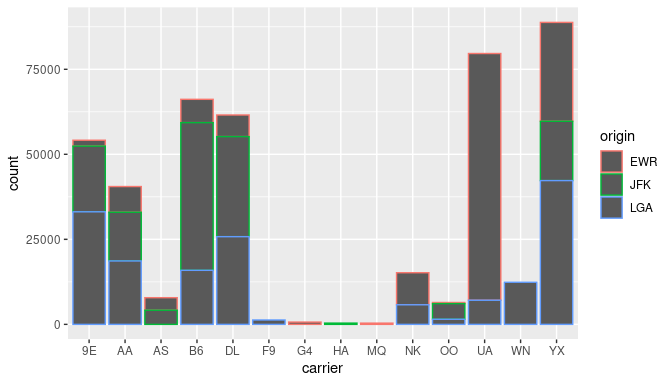 75000
50000
25000
0
count
9E AA AS B6 DL F9 G4 HA MQ NK OO UA WN YX
carrier
origin
EWR
JFK
LGA